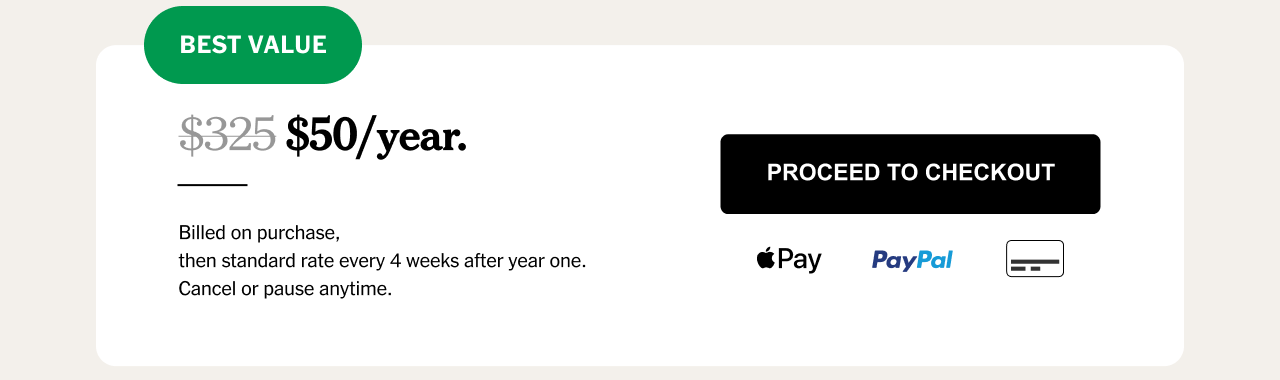 BEST VALUE
$325 $50/year.
Billed on purchase,
then standard rate every 4 weeks after year one.
Cancel or pause anytime.
PROCEED TO CHECKOUT
Pay PayPal